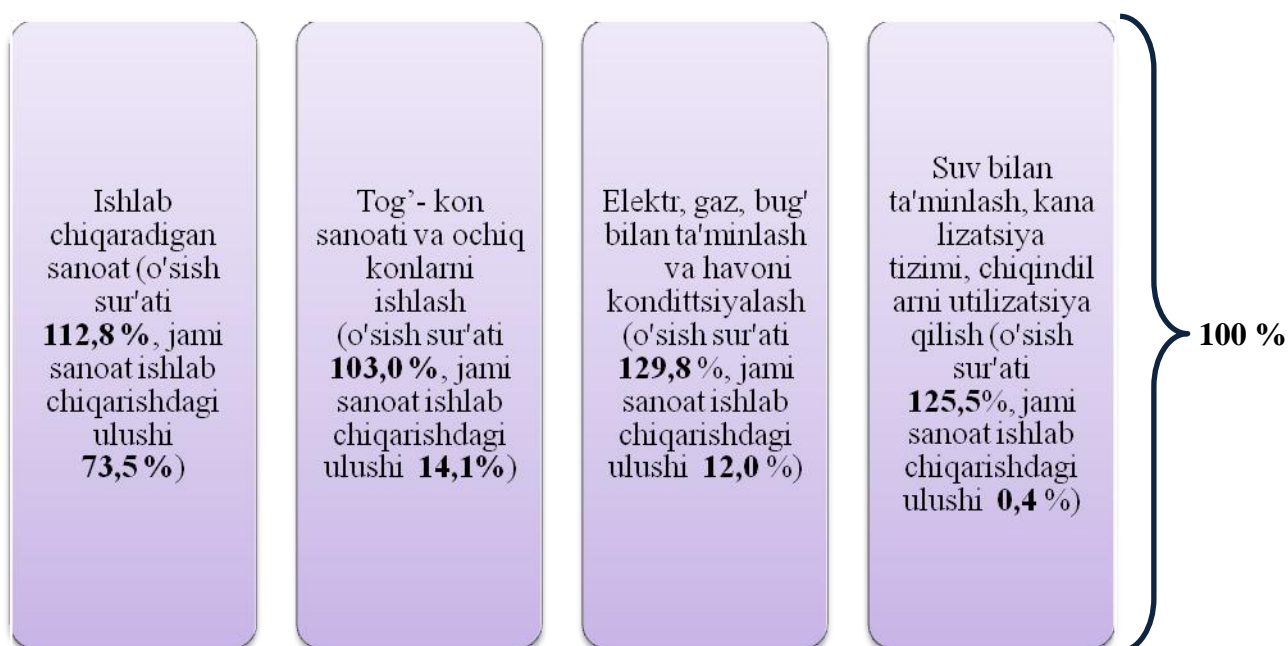 Ishlab
chiqaradigan
sanoat (o'sish
sur'ati
112,8 %, jami
sanoat ishlab
chiqarishdagi
ulushi
73,5 %)
Tog’- kon
sanoati va ochiq
konlarni
ishlash
(o'sish sur'ati
103,0 %, jami
sanoat ishlab
chiqarishdagi
ulushi 14,1%)
Elektr, gaz, bug'
bilan ta'minlash
va havoni
kondittsiyalash
(o'sish sur'ati
129,8 %, jami
sanoat ishlab
chiqarishdagi
ulushi 12,0 %)
Suv bilan
ta'minlash, kana
lizatsiya
tizimi, chiqindil
arni utilizatsiya
qilish (o'sish
sur'ati
125,5%, jami
sanoat ishlab
chiqarishdagi
ulushi 0,4 %)
100 %